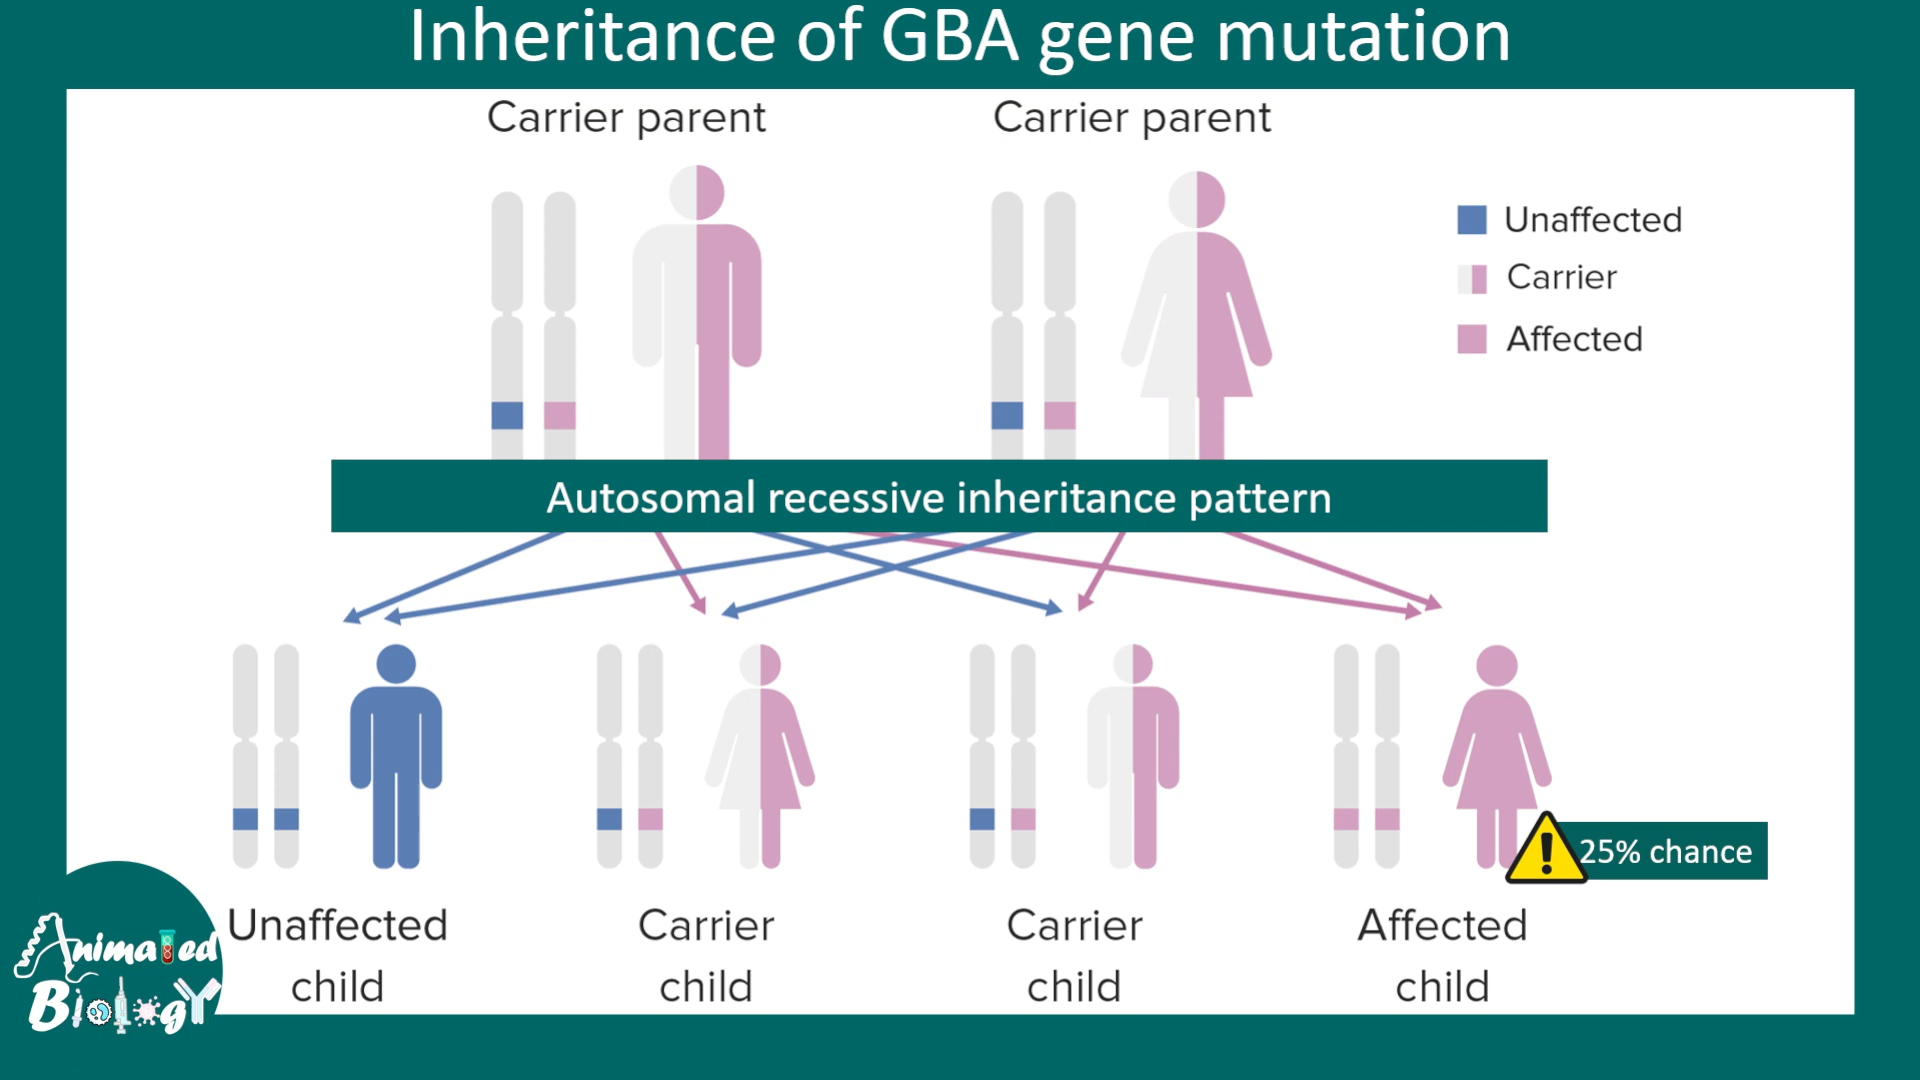 Inheritance of GBA gene mutation
Carrier parent
Carrier parent
Unaffected
Carrier
Affected
Autosomal recessive inheritance pattern
25% chance
Unaffected
child
Carrier
child
Carrier
child
Affected
child
Animated
Biology